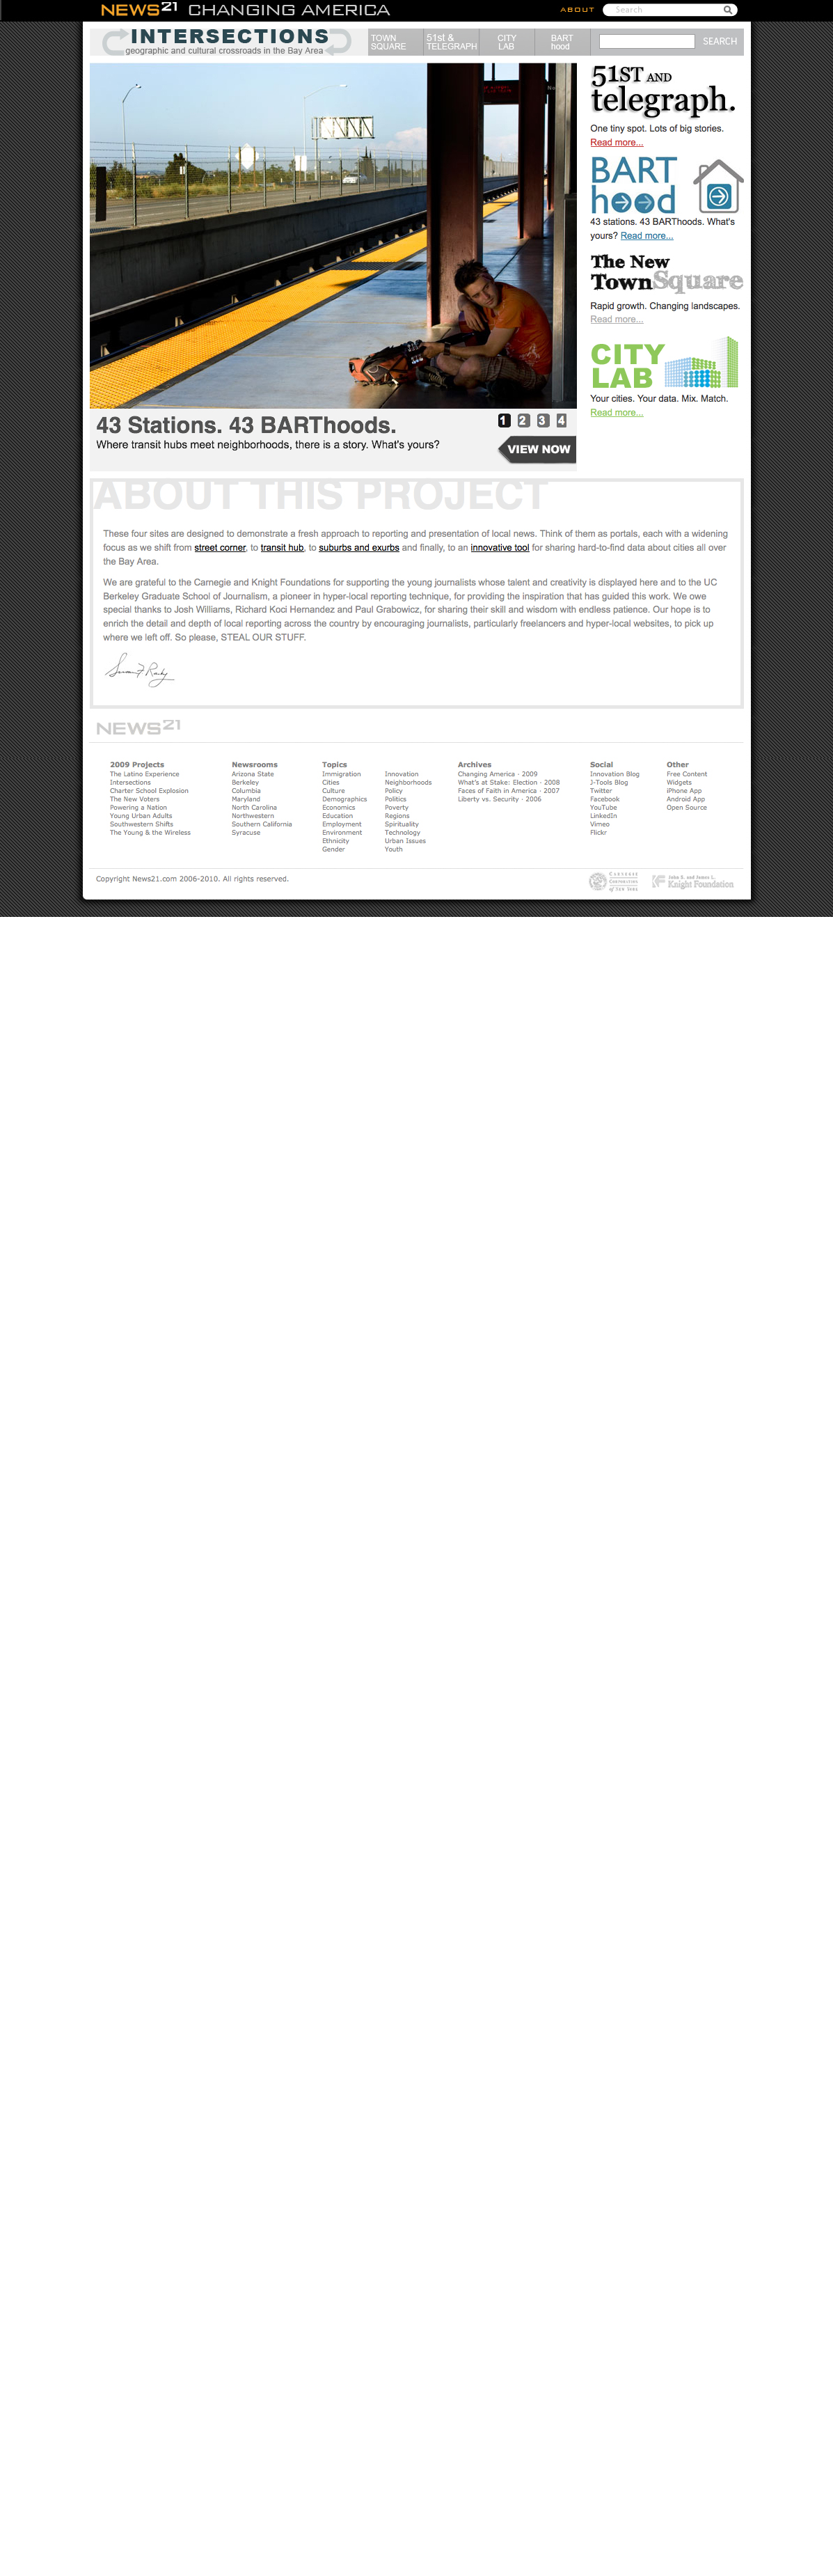 NEWS21 CHANGING AMERICA
ABOUT
Search
INTERSECTIONS
geographic and cultural crossroads in the Bay Area
TOWN SQUARE
51st & TELEGRAPH
CITY LAB
BART hood
SEARCH
51ST AND
telegraph.
One tiny spot. Lots of big stories.
Read more...
BART
hood
43 stations. 43 BARThoods. What's
yours? Read more...
The New
TownSquare
Rapid growth. Changing landscapes.
Read more...
CITY
LAB
Your cities. Your data. Mix. Match.
Read more...
43 Stations. 43 BARThoods.
1 2 3 4
Where transit hubs meet neighborhoods, there is a story. What's yours?
VIEW NOW
ABOUT THIS PROJECT
These four sites are designed to demonstrate a fresh approach to reporting and presentation of local news. Think of them as portals, each with a widening
focus as we shift from street corner, to transit hub, to suburbs and exurbs and finally, to an innovative tool for sharing hard-to-find data about cities all over
the Bay Area.
We are grateful to the Carnegie and Knight Foundations for supporting the young journalists whose talent and creativity is displayed here and to the UC
Berkeley Graduate School of Journalism, a pioneer in hyper-local reporting technique, for providing the inspiration that has guided this work. We owe
special thanks to Josh Williams, Richard Koci Hernandez and Paul Grabowicz, for sharing their skill and wisdom with endless patience. Our hope is to
enrich the detail and depth of local reporting across the country by encouraging journalists, particularly freelancers and hyper-local websites, to pick up
where we left off. So please, STEAL OUR STUFF.
NEWS21
2009 Projects
The Latino Experience
Intersections
Charter School Explosion
The New Voters
Powering a Nation
Young Urban Adults
Southwestern Shifts
The Young & the Wireless
Newsrooms
Arizona State
Berkeley
Columbia
Maryland
North Carolina
Northwestern
Southern California
Syracuse
Topics
Immigration
Cities
Culture
Demographics
Economics
Education
Employment
Environment
Ethnicity
Gender
Innovation
Neighborhoods
Policy
Politics
Poverty
Regions
Spirituality
Technology
Urban Issues
Youth
Archives
Changing America · 2009
What's at Stake: Election · 2008
Faces of Faith in America · 2007
Liberty vs. Security · 2006
Social
Innovation Blog
J-Tools Blog
Twitter
Facebook
YouTube
LinkedIn
Vimeo
Flickr
Other
Free Content
Widgets
iPhone App
Android App
Open Source
Copyright News21.com 2006-2010. All rights reserved.
Carnegie
Corporation
of New York
John S. and James L.
Knight Foundation